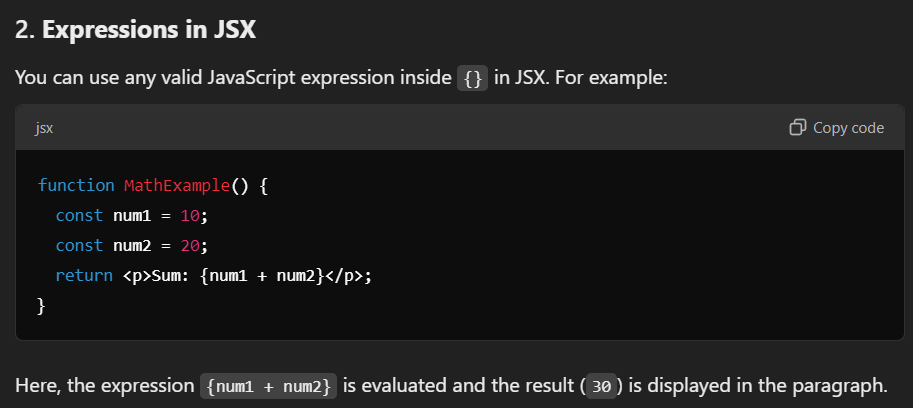 2. Expressions in JSX
You can use any valid JavaScript expression inside {} in JSX. For example:
jsx Copy code
function MathExample() {
  const num1 = 10;
  const num2 = 20;
  return <p>Sum: {num1 + num2}</p>;
}
Here, the expression {num1 + num2} is evaluated and the result (30) is displayed in the paragraph.